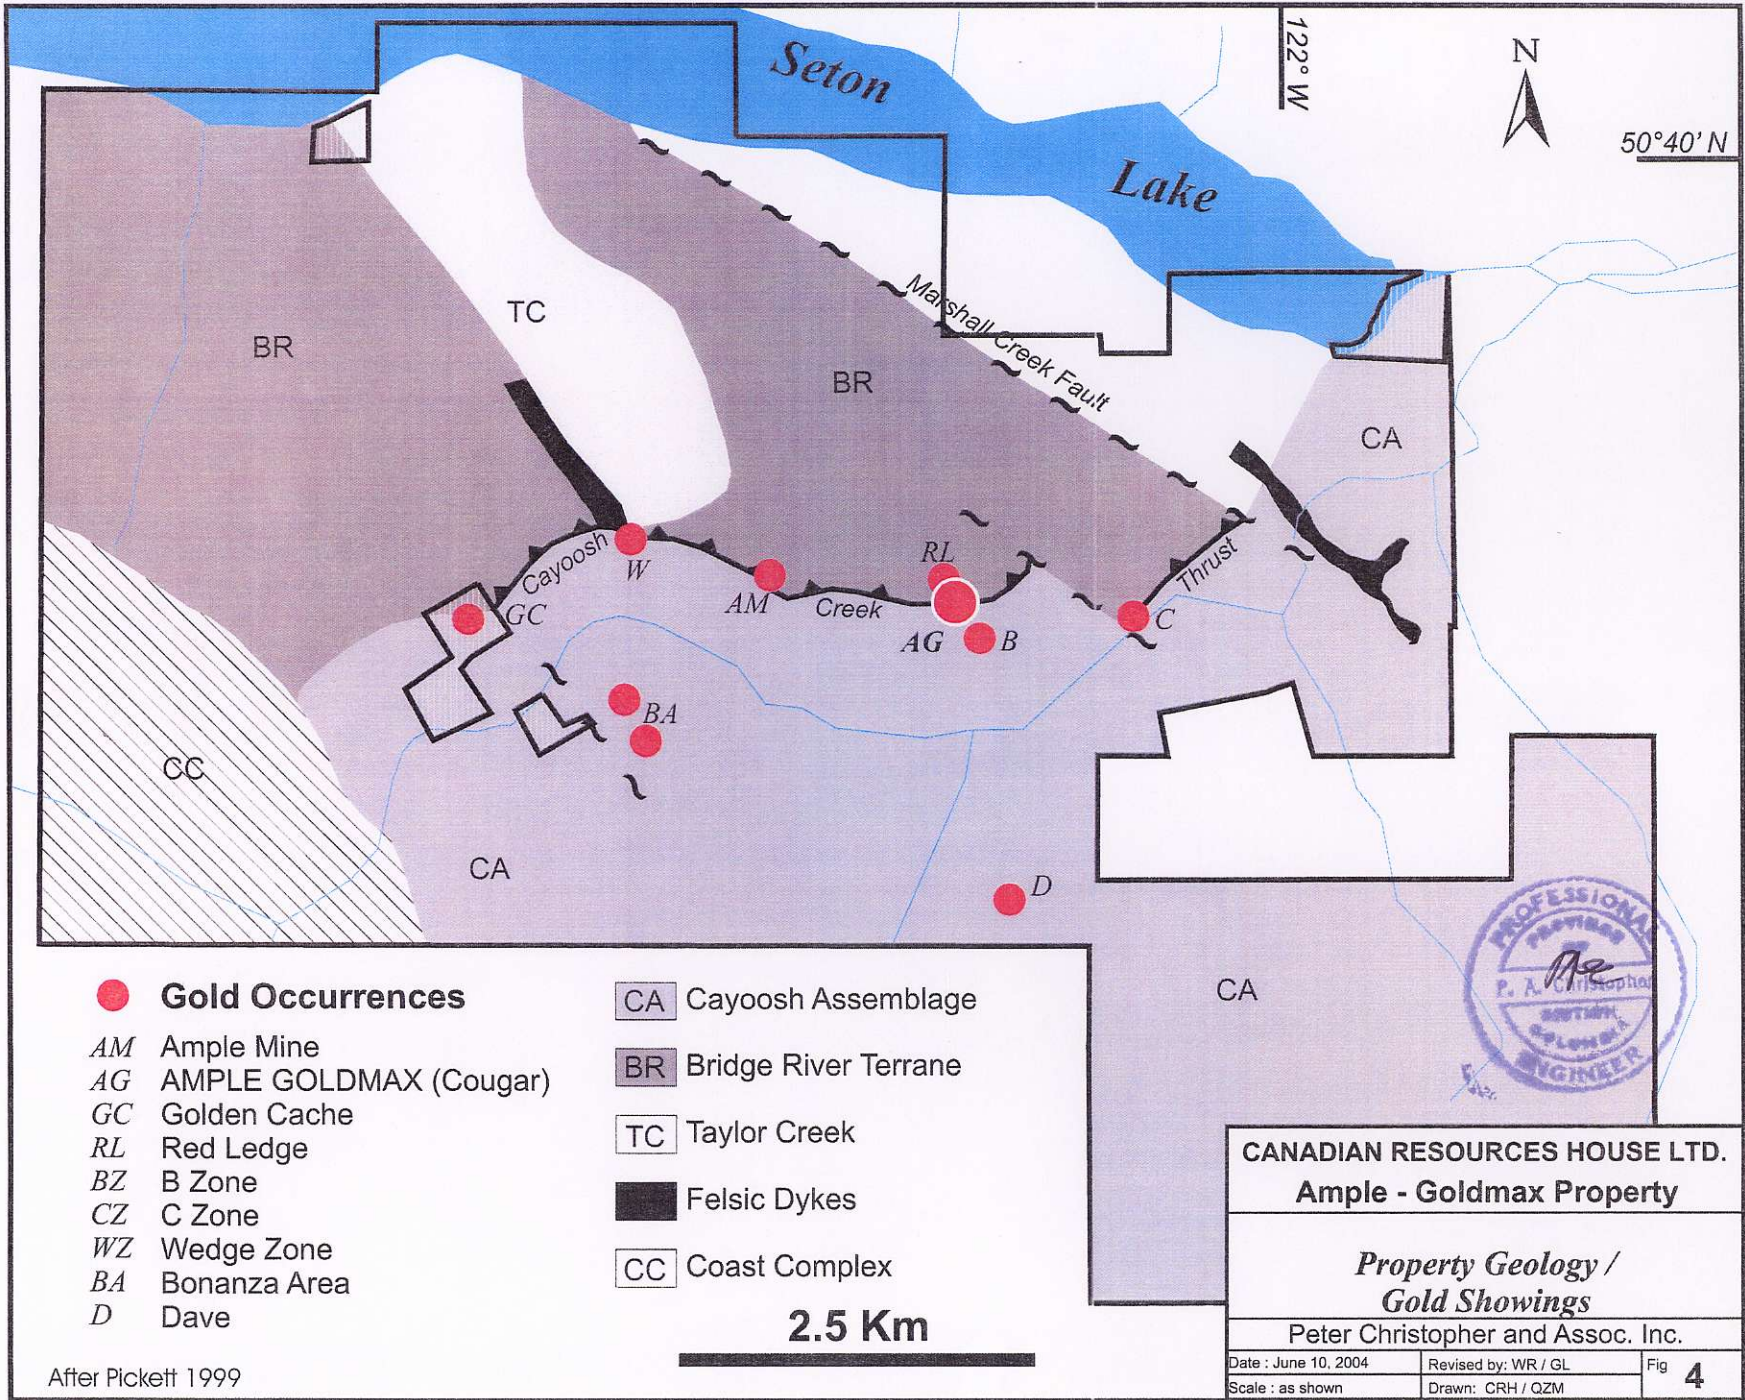 Seton
Lake
122° W
N
50°40' N
TC
BR
BR
Marshall Creek Fault
CA
Cayoosh
W
RL
AM
Creek
GC
AG
B
C
Thrust
BA
CC
CA
D
CA
PROFESSIONAL
PROVINCE
OF
P. A. Christopher
BRITISH
COLUMBIA
ENGINEER
Gold Occurrences
AM Ample Mine
AG AMPLE GOLDMAX (Cougar)
GC Golden Cache
RL Red Ledge
BZ B Zone
CZ C Zone
WZ Wedge Zone
BA Bonanza Area
D Dave
CA Cayoosh Assemblage
BR Bridge River Terrane
TC Taylor Creek
Felsic Dykes
CC Coast Complex
2.5 Km
After Pickett 1999
CANADIAN RESOURCES HOUSE LTD.
Ample - Goldmax Property
Property Geology /
Gold Showings
Peter Christopher and Assoc. Inc.
Date : June 10, 2004
Revised by: WR / GL
Fig 4
Scale : as shown
Drawn: CRH / QZM